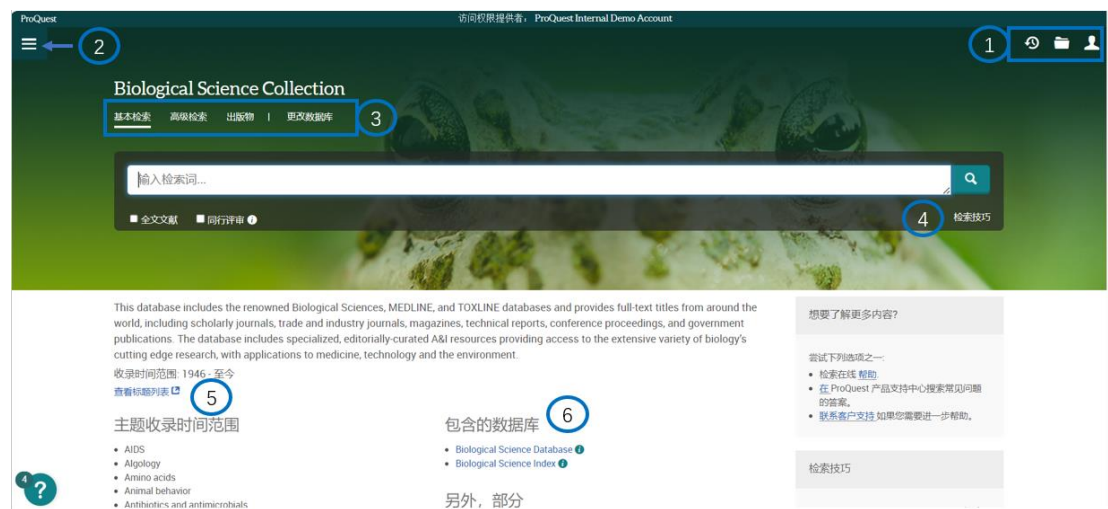 ProQuest
访问权限提供者： ProQuest Internal Demo Account
2
1
Biological Science Collection
基本检索 高级检索 出版物 | 更改数据库
3
输入检索词...
全文文献 同行评审
4
检索技巧
This database includes the renowned Biological Sciences, MEDLINE, and TOXLINE databases and provides full-text titles from around the
world, including scholarly journals, trade and industry journals, magazines, technical reports, conference proceedings, and government
publications. The database includes specialized, editorially-curated A&I resources providing access to the extensive variety of biology's
cutting edge research, with applications to medicine, technology and the environment.
收录时间范围: 1946 - 至今
查看标题列表
5
主题收录时间范围
AIDS
Algology
Amino acids
Animal behavior
Antibiotics and antimicrobials
包含的数据库
6
Biological Science Database
Biological Science Index
另外，部分
想要了解更多内容?
尝试下列选项之一:
检索在线 帮助.
在 ProQuest 产品支持中心搜索常见问题
的答案。
联系客户支持 如果您需要进一步帮助。
检索技巧
4
?